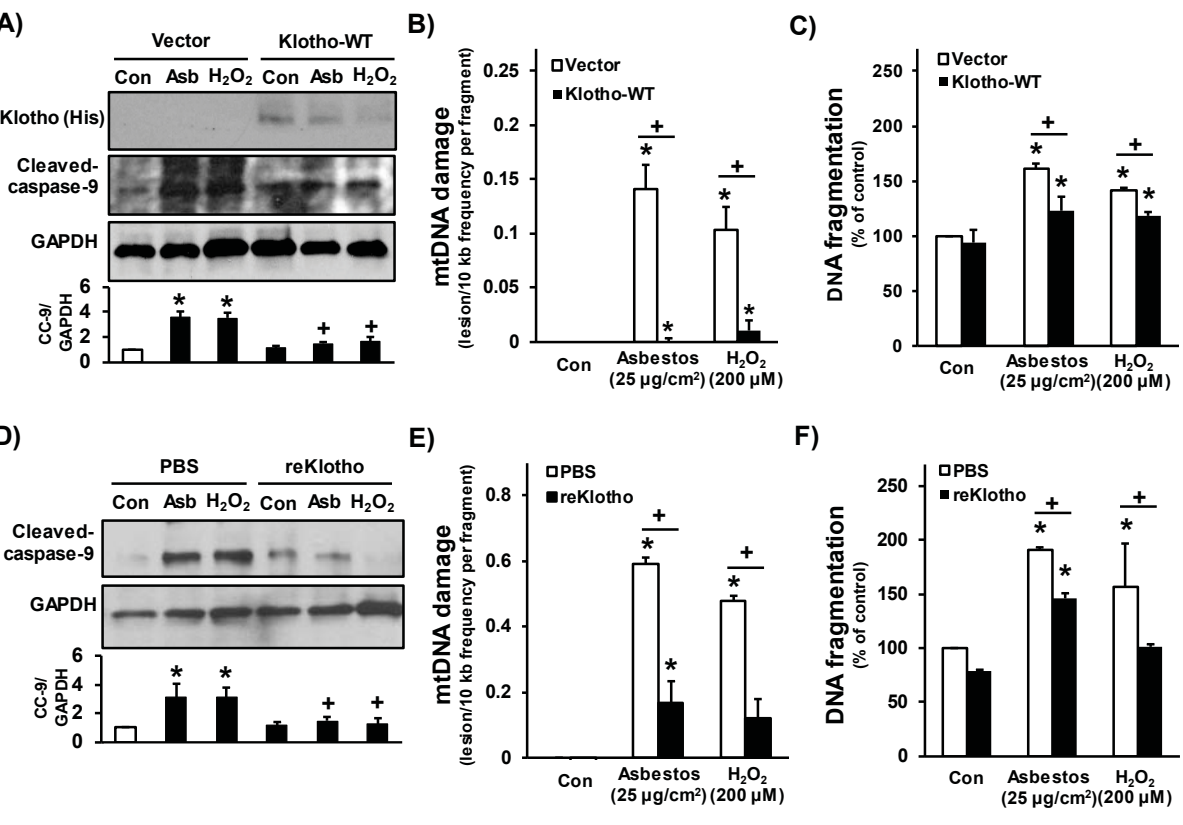 A)
Vector
Klotho-WT
Con Asb H₂O₂ Con Asb H₂O₂
Klotho (His)
Cleaved-
caspase-9
GAPDH
CC-9/
GAPDH
6
4
2
0
* * + +
B)
mtDNA damage
(lesion/10 kb frequency per fragment)
0.25
0.2
0.15
0.1
0.05
0
Vector
Klotho-WT
+
*
*
+
*
*
Con
Asbestos
(25 µg/cm²)
H₂O₂
(200 µM)
C)
DNA fragmentation
(% of control)
250
200
150
100
50
0
Vector
Klotho-WT
+
*
*
+
*
*
Con
Asbestos
(25 µg/cm²)
H₂O₂
(200 µM)
D)
PBS
reKlotho
Con Asb H₂O₂ Con Asb H₂O₂
Cleaved-
caspase-9
GAPDH
CC-9/
GAPDH
6
4
2
0
* * + +
E)
mtDNA damage
(lesion/10 kb frequency per fragment)
0.8
0.6
0.4
0.2
0
PBS
reKlotho
+
*
*
+
*
Con
Asbestos
(25 µg/cm²)
H₂O₂
(200 µM)
F)
DNA fragmentation
(% of control)
250
200
150
100
50
0
PBS
reKlotho
+
*
*
+
*
Con
Asbestos
(25 µg/cm²)
H₂O₂
(200 µM)